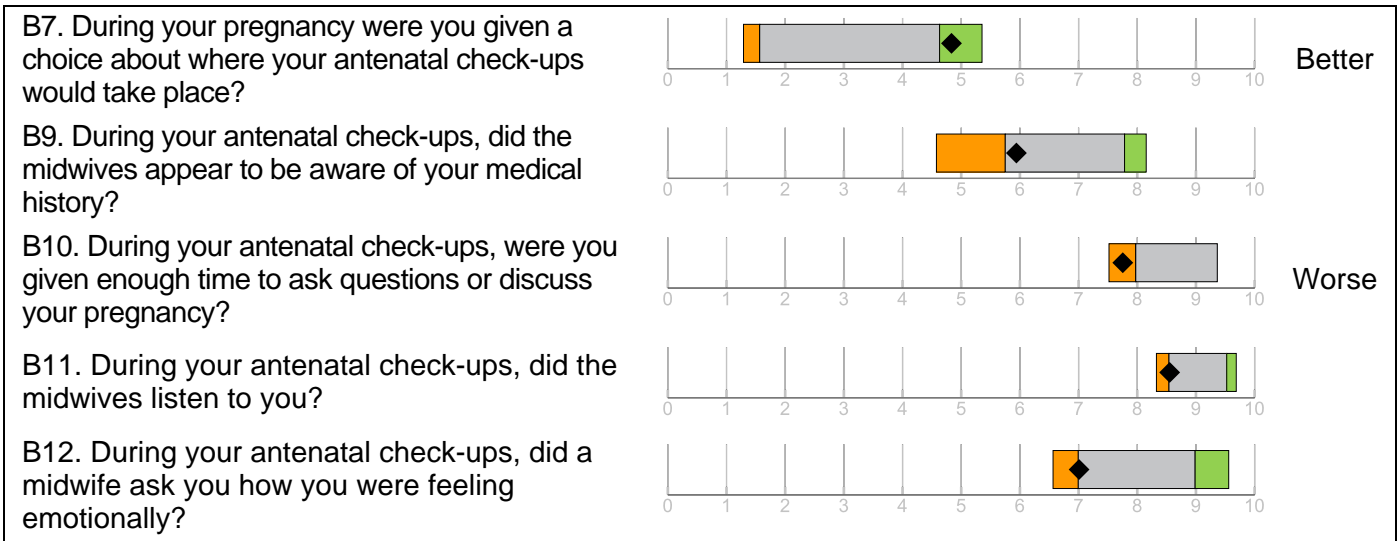 B7. During your pregnancy were you given a
choice about where your antenatal check-ups
would take place?
0 1 2 3 4 5 6 7 8 9 10
Better
B9. During your antenatal check-ups, did the
midwives appear to be aware of your medical
history?
0 1 2 3 4 5 6 7 8 9 10
B10. During your antenatal check-ups, were you
given enough time to ask questions or discuss
your pregnancy?
0 1 2 3 4 5 6 7 8 9 10
Worse
B11. During your antenatal check-ups, did the
midwives listen to you?
0 1 2 3 4 5 6 7 8 9 10
B12. During your antenatal check-ups, did a
midwife ask you how you were feeling
emotionally?
0 1 2 3 4 5 6 7 8 9 10